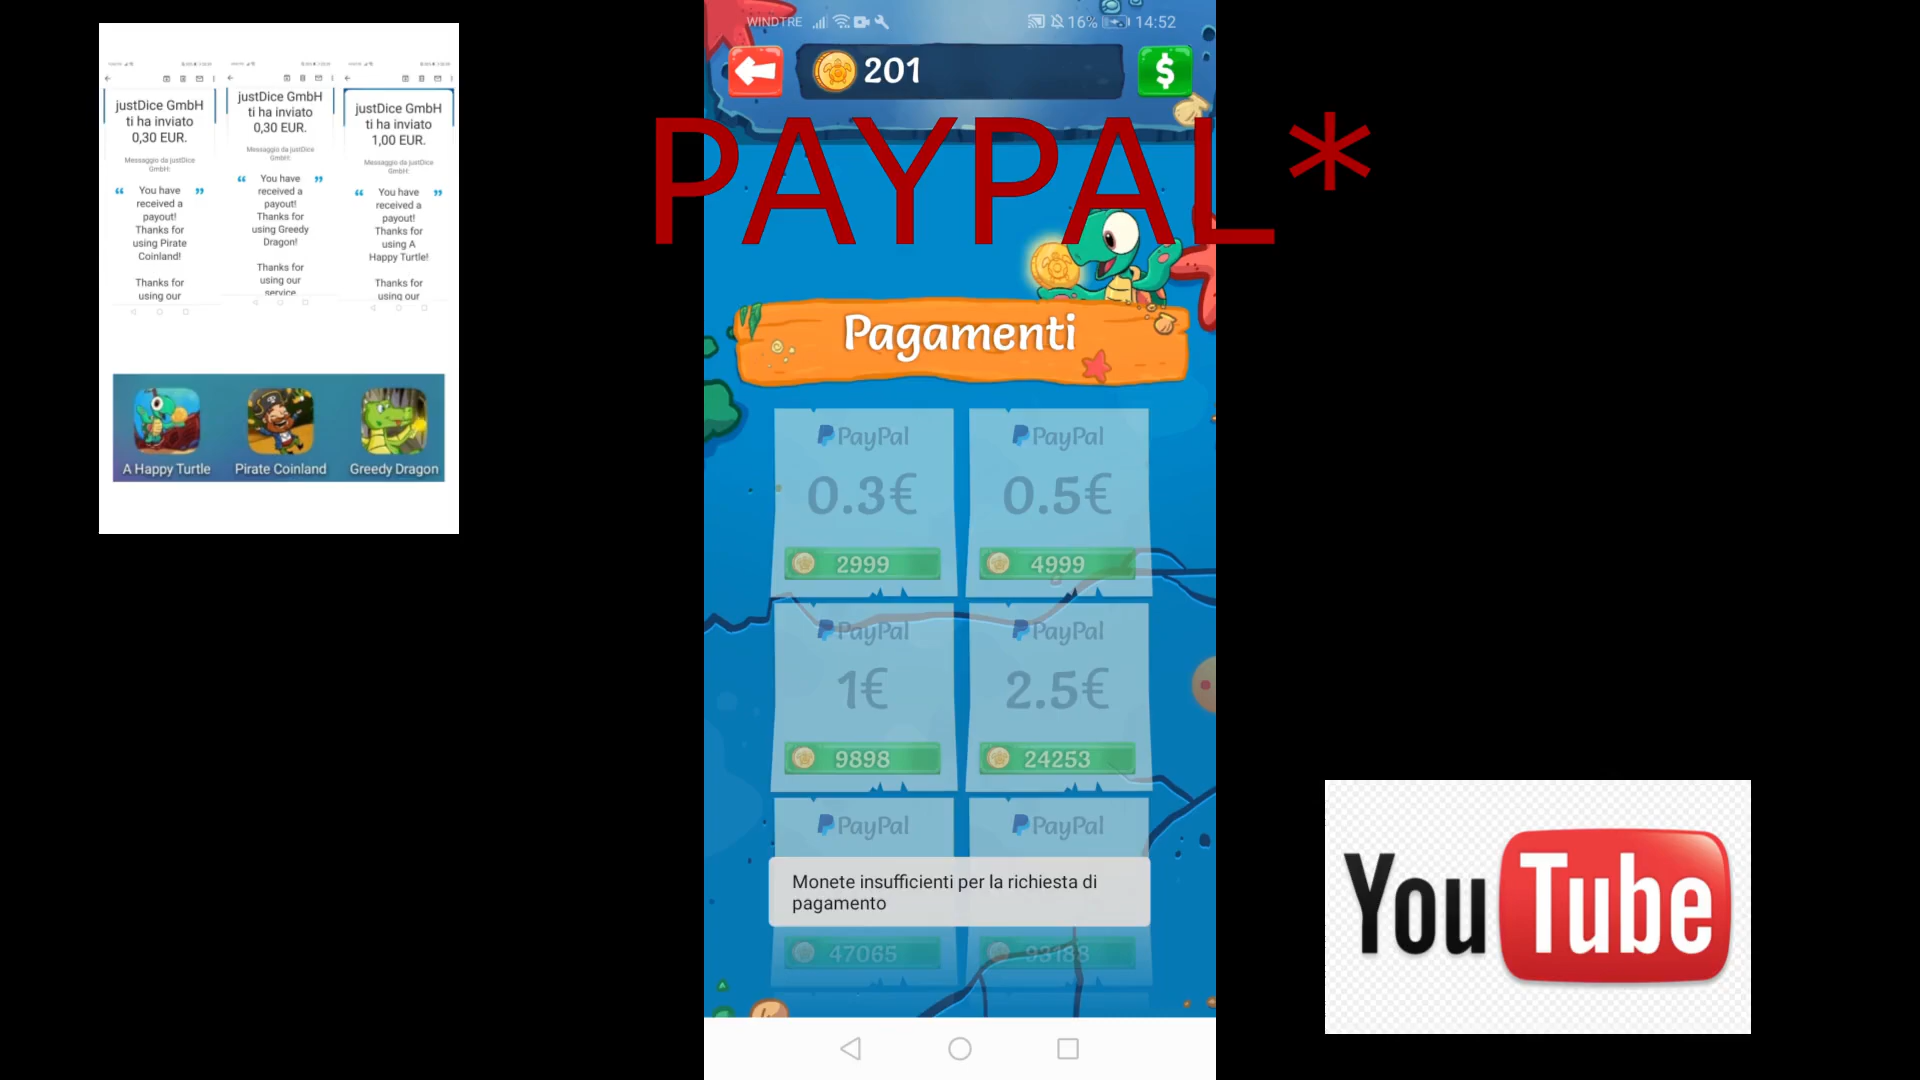 justDice GmbH
ti ha inviato
0,30 EUR.
Messaggio da justDice
GmbH:
“ You have ”
received a
payout!
Thanks for
using Pirate
Coinland!
Thanks for
using our
justDice GmbH
ti ha inviato
0,30 EUR.
Messaggio da justDice
GmbH:
“ You have ”
received a
payout!
Thanks for
using Greedy
Dragon!
Thanks for
using our
service
justDice GmbH
ti ha inviato
1,00 EUR.
Messaggio da justDice
GmbH:
“ You have ”
received a
payout!
Thanks for
using A
Happy Turtle!
Thanks for
using our
A Happy Turtle
Pirate Coinland
Greedy Dragon
WINDTRE
16% 14:52
201
$
PAYPAL*
Pagamenti
PayPal
0.3€
2999
PayPal
0.5€
4999
PayPal
1€
9898
PayPal
2.5€
24253
PayPal
PayPal
Monete insufficienti per la richiesta di
pagamento
47065
93188
YouTube